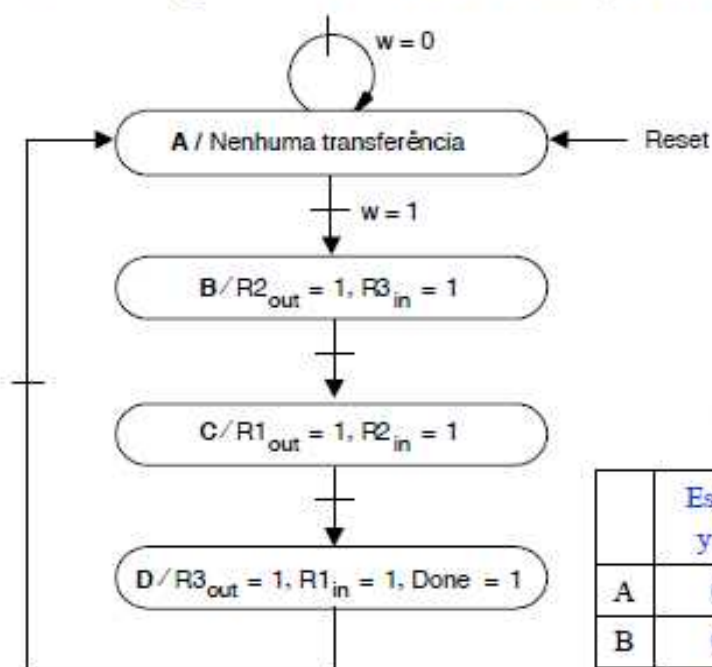 w = 0
A / Nenhuma transferência
Reset
w = 1
B/R2out = 1, R3in = 1
C/R1out = 1, R2in = 1
D/R3out = 1, R1in = 1, Done = 1
A
B